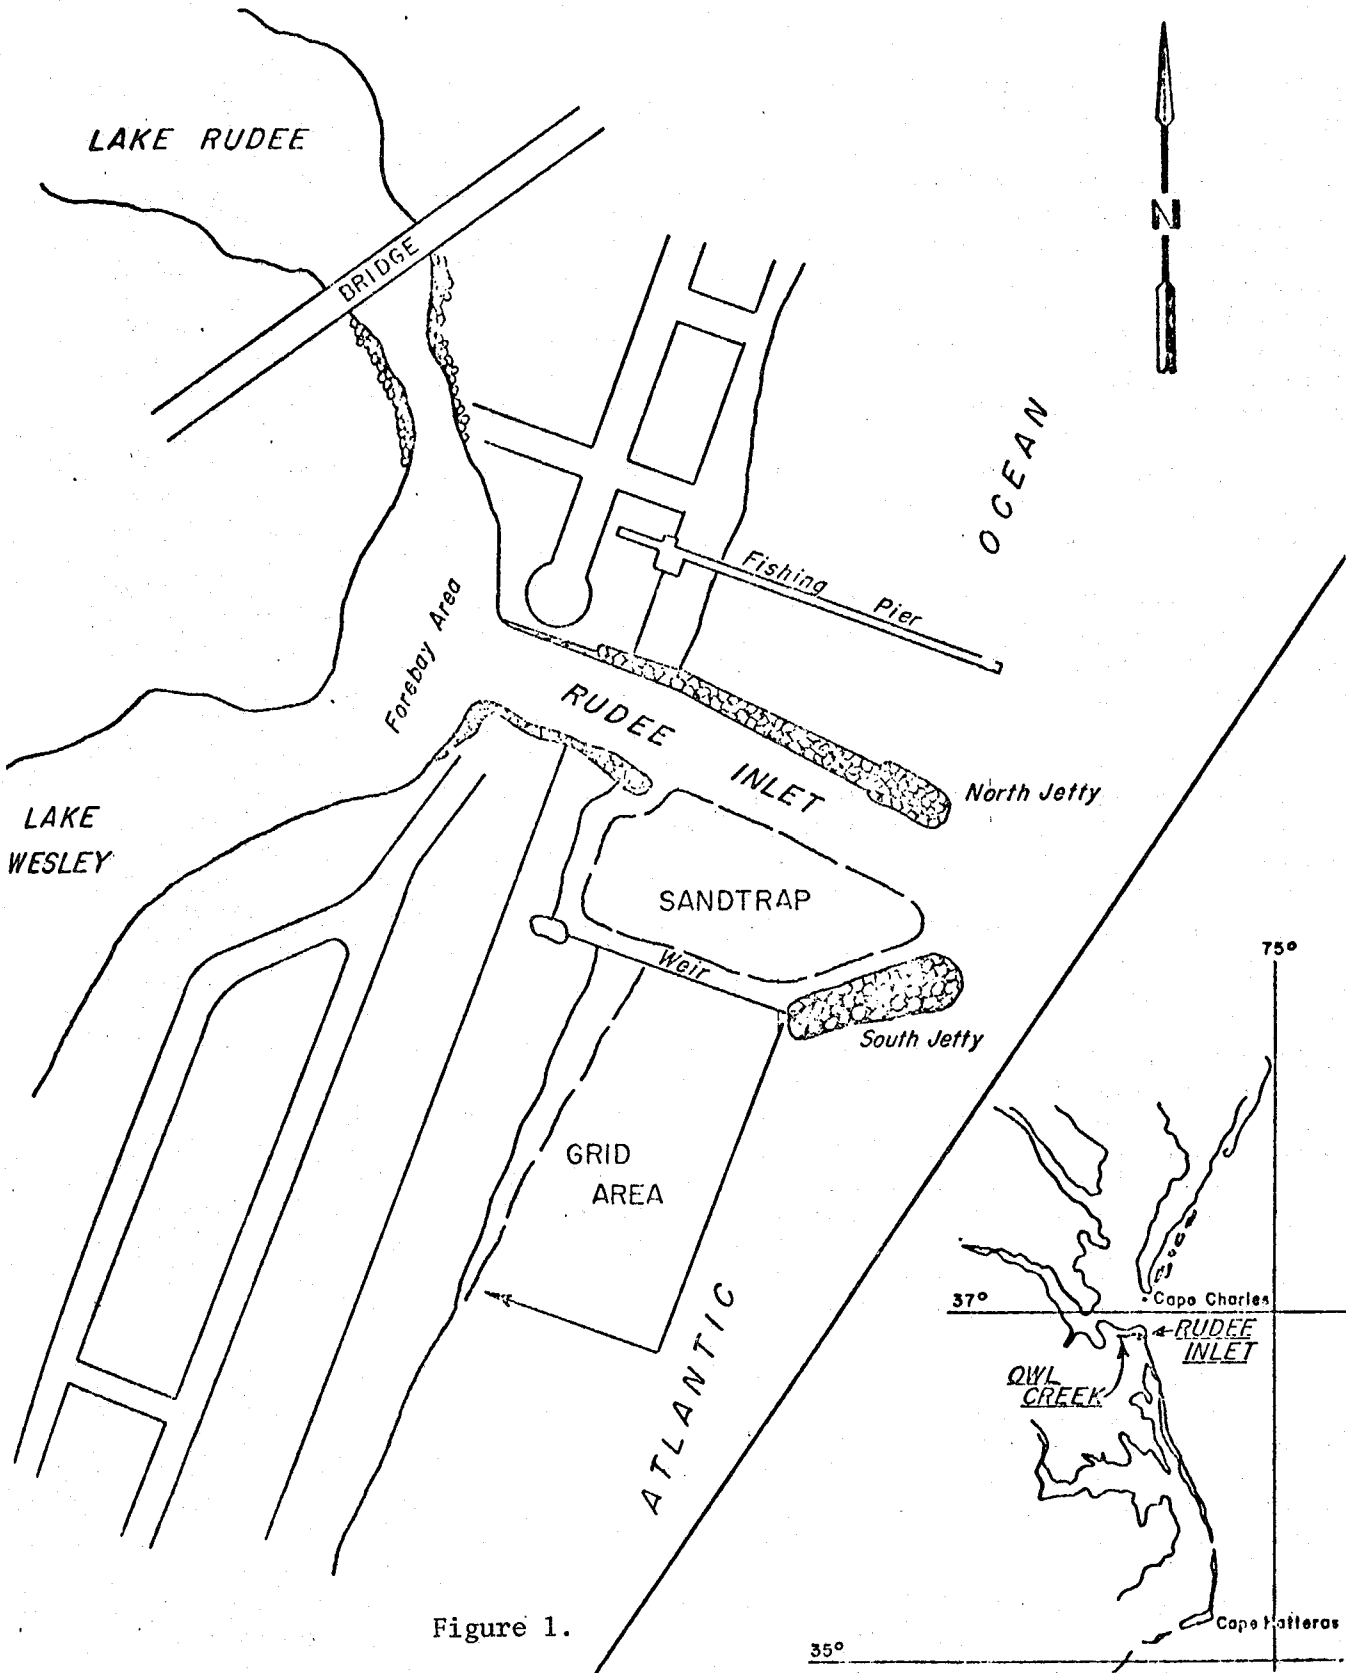 LAKE RUDEE
BRIDGE
N
OCEAN
Fishing Pier
Forebay Area
RUDEE INLET
North Jetty
LAKE
WESLEY
SANDTRAP
Weir
South Jetty
75°
GRID
AREA
ATLANTIC
37°
Cape Charles
RUDEE
INLET
OWL
CREEK
Cape Hatteras
35°
Figure 1.